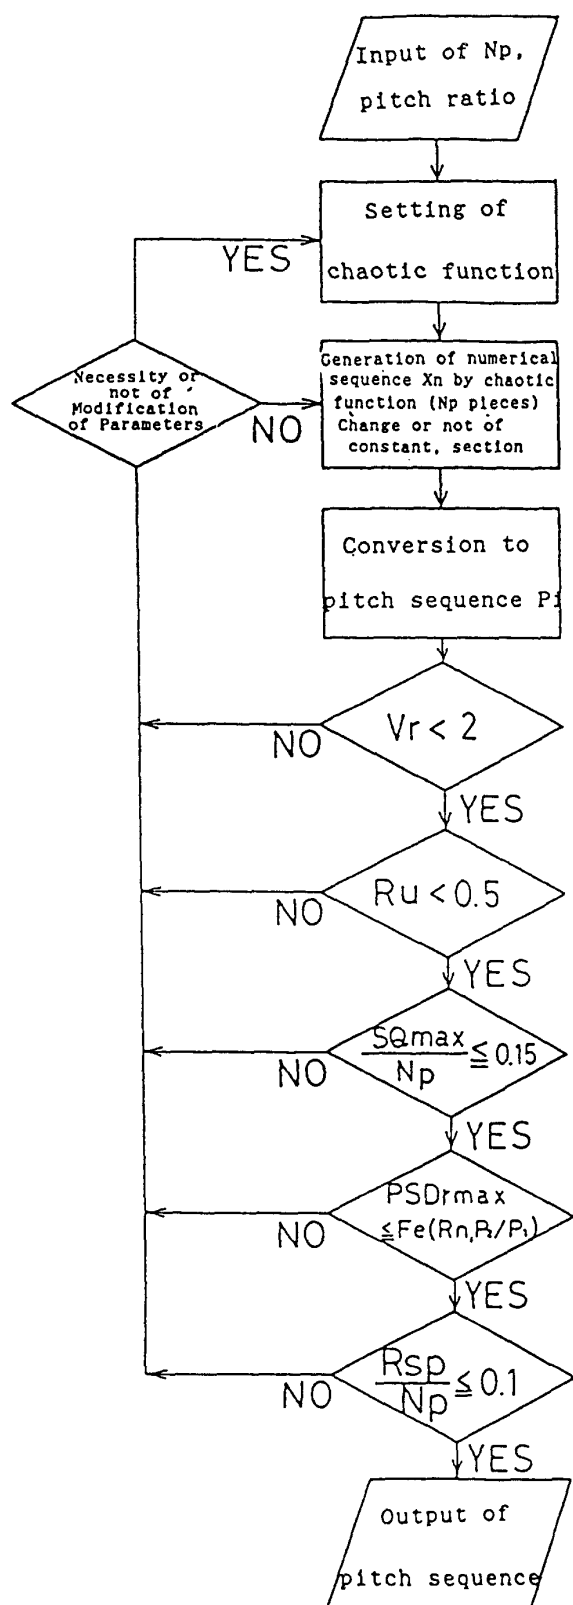 Input of Np,
pitch ratio
Setting of
chaotic function
YES
Necessity or
not of
Modification
of Parameters
NO
Generation of numerical
sequence Xn by chaotic
function (Np pieces)
Change or not of
constant, section
Conversion to
pitch sequence Pi
Vr < 2
NO
YES
Ru < 0.5
NO
YES
SQmax
Np
≦ 0.15
NO
YES
PSDrmax
≦Fe(Rn,P₂/P₁)
NO
YES
Rsp
Np
≦ 0.1
NO
YES
Output of
pitch sequence